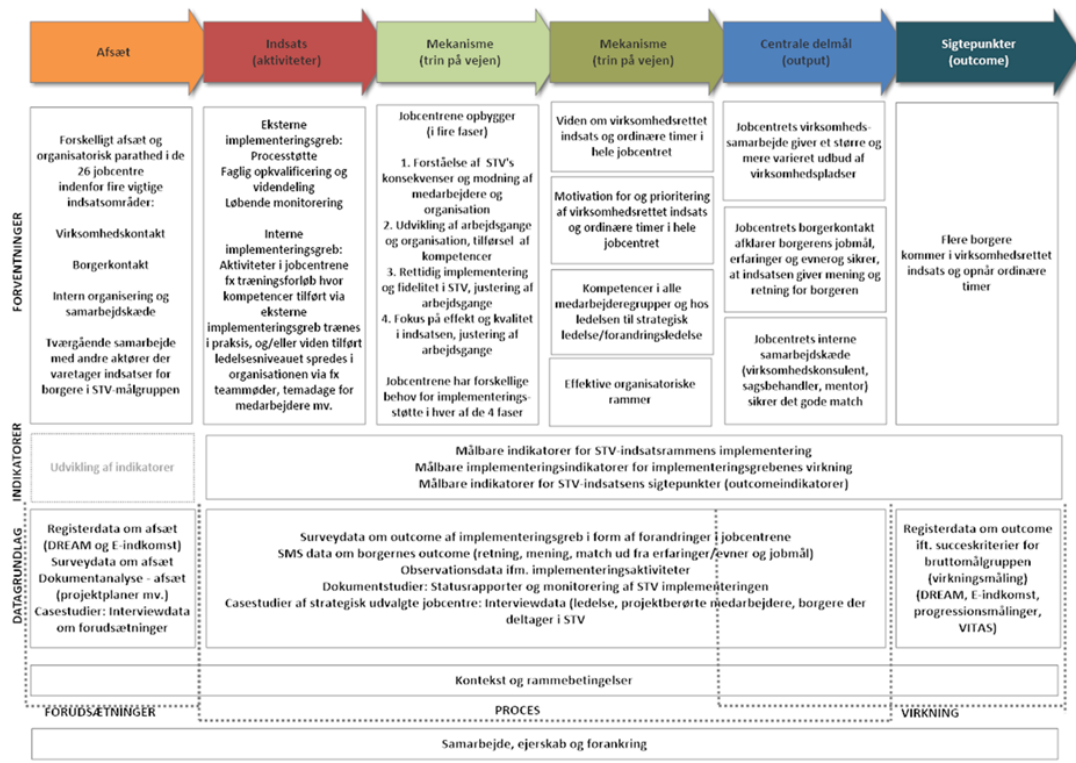 Afsæt
Indsats
(aktiviteter)
Mekanisme
(trin på vejen)
Mekanisme
(trin på vejen)
Centrale delmål
(output)
Sigtepunkter
(outcome)
FORVENTNINGER
Forskelligt afsæt og
organisatorisk parathed i de
26 jobcentre
indenfor fire vigtige
indsatsområder:
Virksomhedskontakt
Borgerkontakt
Intern organisering og
samarbejdskæde
Tværgående samarbejde
med andre aktører der
varetager indsatser for
borgere i STV-målgruppen
Eksterne
implementeringsgreb:
Processtøtte
Faglig opkvalificering og
videndeling
Løbende monitorering
Interne
implementeringsgreb:
Aktiviteter i jobcentrene
fx træningsforløb hvor
kompetencer tilført via
eksterne
implementeringsgreb trænes
i praksis, og/eller viden tilført
ledelsesniveauet spredes i
organisationen via fx
teammøder, temadage for
medarbejdere mv.
Jobcentrene opbygger
(i fire faser)
1. Forståelse af STV's
konsekvenser og modning af
medarbejdere og
organisation
2. Udvikling af arbejdsgange
og organisation, tilførsel af
kompetencer
3. Rettidig implementering
og fidelitet i STV, justering af
arbejdsgange
4. Fokus på effekt og kvalitet
i indsatsen, justering af
arbejdsgange
Jobcentrene har forskellige
behov for implementerings-
støtte i hver af de 4 faser
Viden om virksomhedsrettet
indsats og ordinære timer i
hele jobcentret
Motivation for og prioritering
af virksomhedsrettet indsats
og ordinære timer i hele
jobcentret
Kompetencer i alle
medarbejderegrupper og hos
ledelsen til strategisk
ledelse/forandringsledelse
Effektive organisatoriske
rammer
Jobcentrets virksomheds-
samarbejde giver et større og
mere varieret udbud af
virksomhedspladser
Jobcentrets borgerkontakt
afklarer borgerens jobmål,
erfaringer og evnerog sikrer,
at indsatsen giver mening og
retning for borgeren
Jobcentrets interne
samarbejdskæde
(virksomhedskonsulent,
sagsbehandler, mentor)
sikrer det gode match
Flere borgere
kommer i virksomhedsrettet
indsats og opnår ordinære
timer
INDIKATORER
Udvikling af indikatorer
Målbare indikatorer for STV-indsatsrammens implementering
Målbare implementeringsindikatorer for implementeringsgrebenes virkning
Målbare indikatorer for STV-indsatsens sigtepunkter (outcomeindikatorer)
DATAGRUNDLAG
Registerdata om afsæt
(DREAM og E-indkomst)
Surveydata om afsæt
Dokumentanalyse - afsæt
(projektplaner mv.)
Casestudier: Interviewdata
om forudsætninger
Surveydata om outcome af implementeringsgreb i form af forandringer i jobcentrene
SMS data om borgernes outcome (retning, mening, match ud fra erfaringer/evner og jobmål)
Observationsdata ifm. implementeringsaktiviteter
Dokumentstudier: Statusrapporter og monitorering af STV implementeringen
Casestudier af strategisk udvalgte jobcentre: Interviewdata (ledelse, projektberørte medarbejdere, borgere der
deltager i STV
Registerdata om outcome
ift. succeskriterier for
bruttomålgruppen
(virkningsmåling)
(DREAM, E-indkomst,
progressionsmålinger,
VITAS)
Kontekst og rammebetingelser
FORUDSÆTNINGER
PROCES
VIRKNING
Samarbejde, ejerskab og forankring